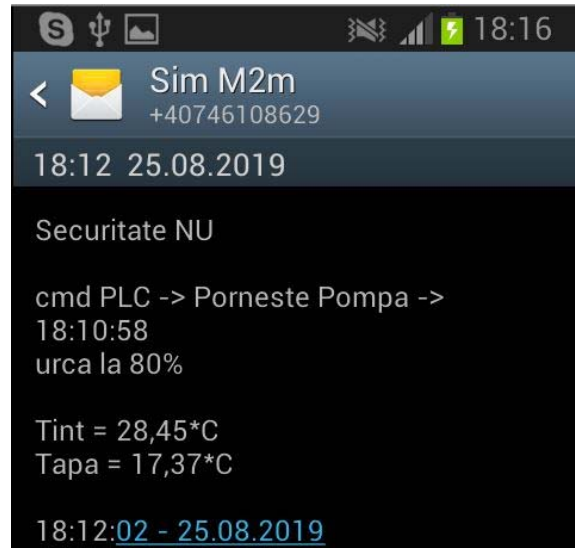 18:16
Sim M2m
+40746108629
18:12 25.08.2019
Securitate NU
cmd PLC -> Porneste Pompa ->
18:10:58
urca la 80%
Tint = 28,45*C
Tapa = 17,37*C
18:12:02 - 25.08.2019